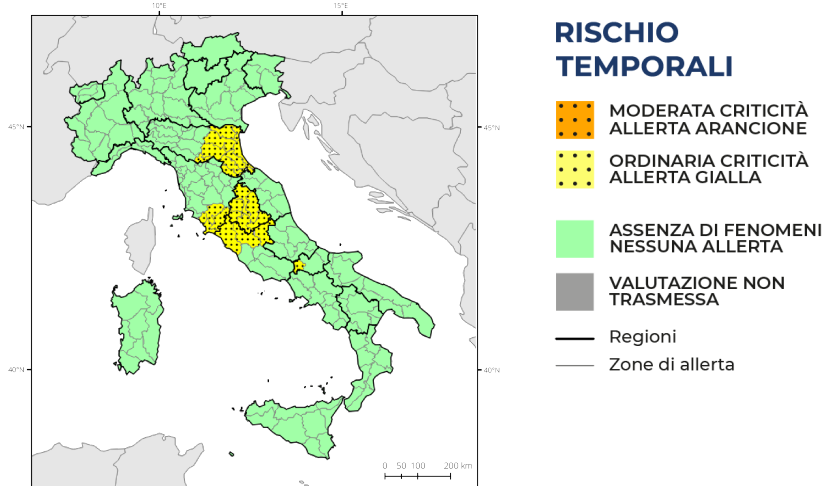 10°E 15°E
45°N 45°N
40°N 40°N
0 50 100 200 km
RISCHIO
TEMPORALI
MODERATA CRITICITÀ
ALLERTA ARANCIONE
ORDINARIA CRITICITÀ
ALLERTA GIALLA
ASSENZA DI FENOMENI
NESSUNA ALLERTA
VALUTAZIONE NON
TRASMESSA
Regioni
Zone di allerta